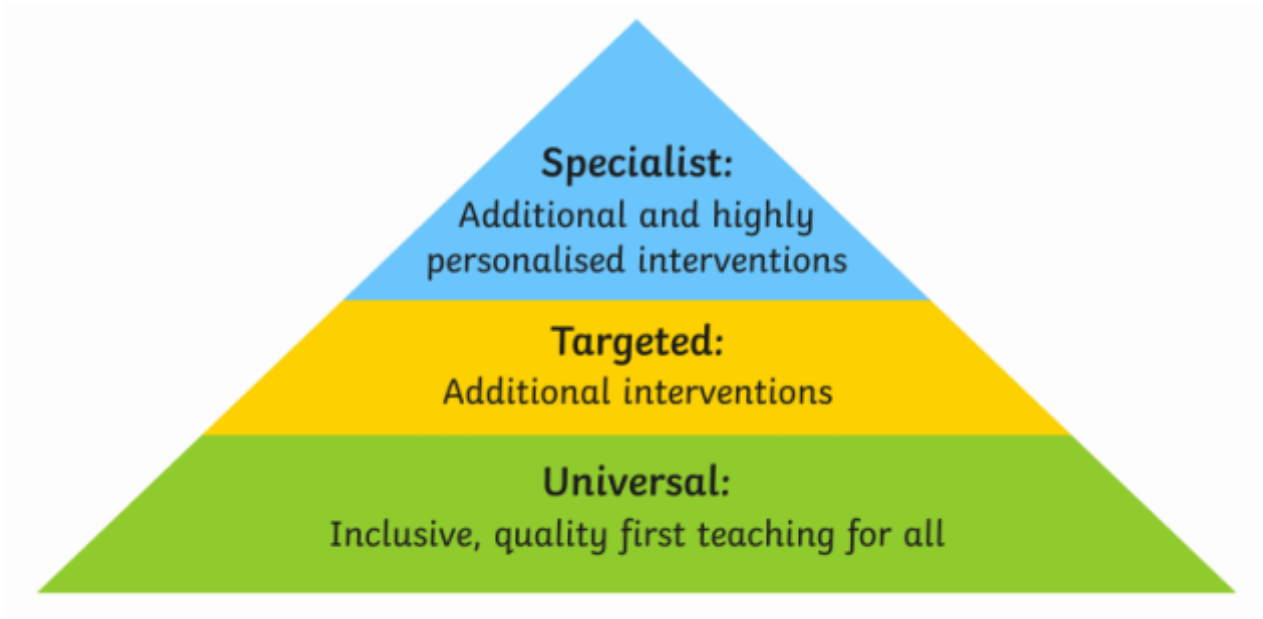 Specialist:
Additional and highly
personalised interventions
Targeted:
Additional interventions
Universal:
Inclusive, quality first teaching for all